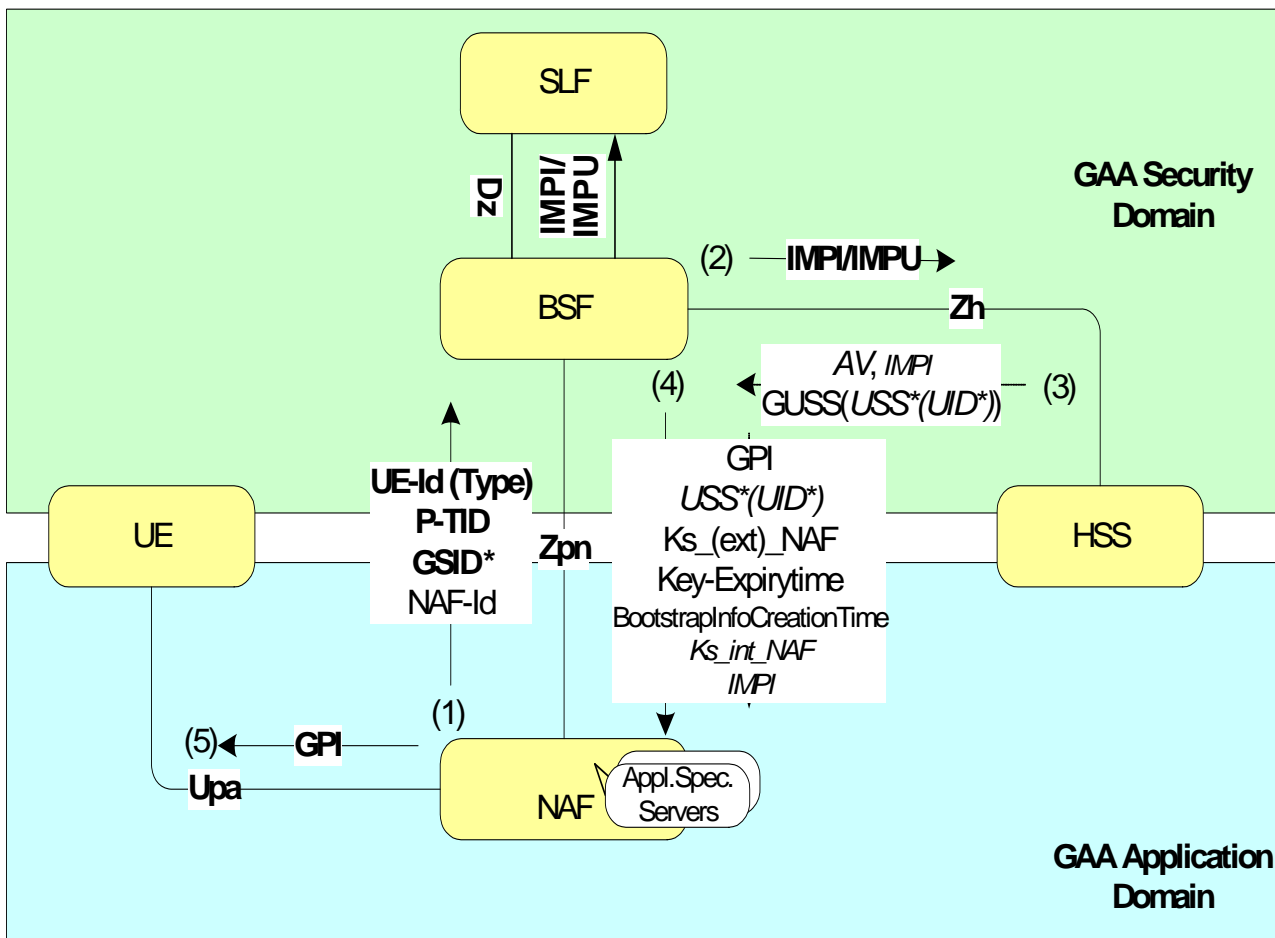 SLF
Dz
IMPI/
IMPU
GAA Security
Domain
(2)
IMPI/IMPU
BSF
Zh
AV, IMPI
GUSS(USS*(UID*))
(3)
(4)
UE-Id (Type)
P-TID
GSID*
NAF-Id
Zpn
GPI
USS*(UID*)
Ks_(ext)_NAF
Key-Expirytime
BootstrapInfoCreationTime
Ks_int_NAF
IMPI
UE
HSS
(1)
(5)
GPI
Upa
NAF
Appl.Spec.
Servers
GAA Application
Domain